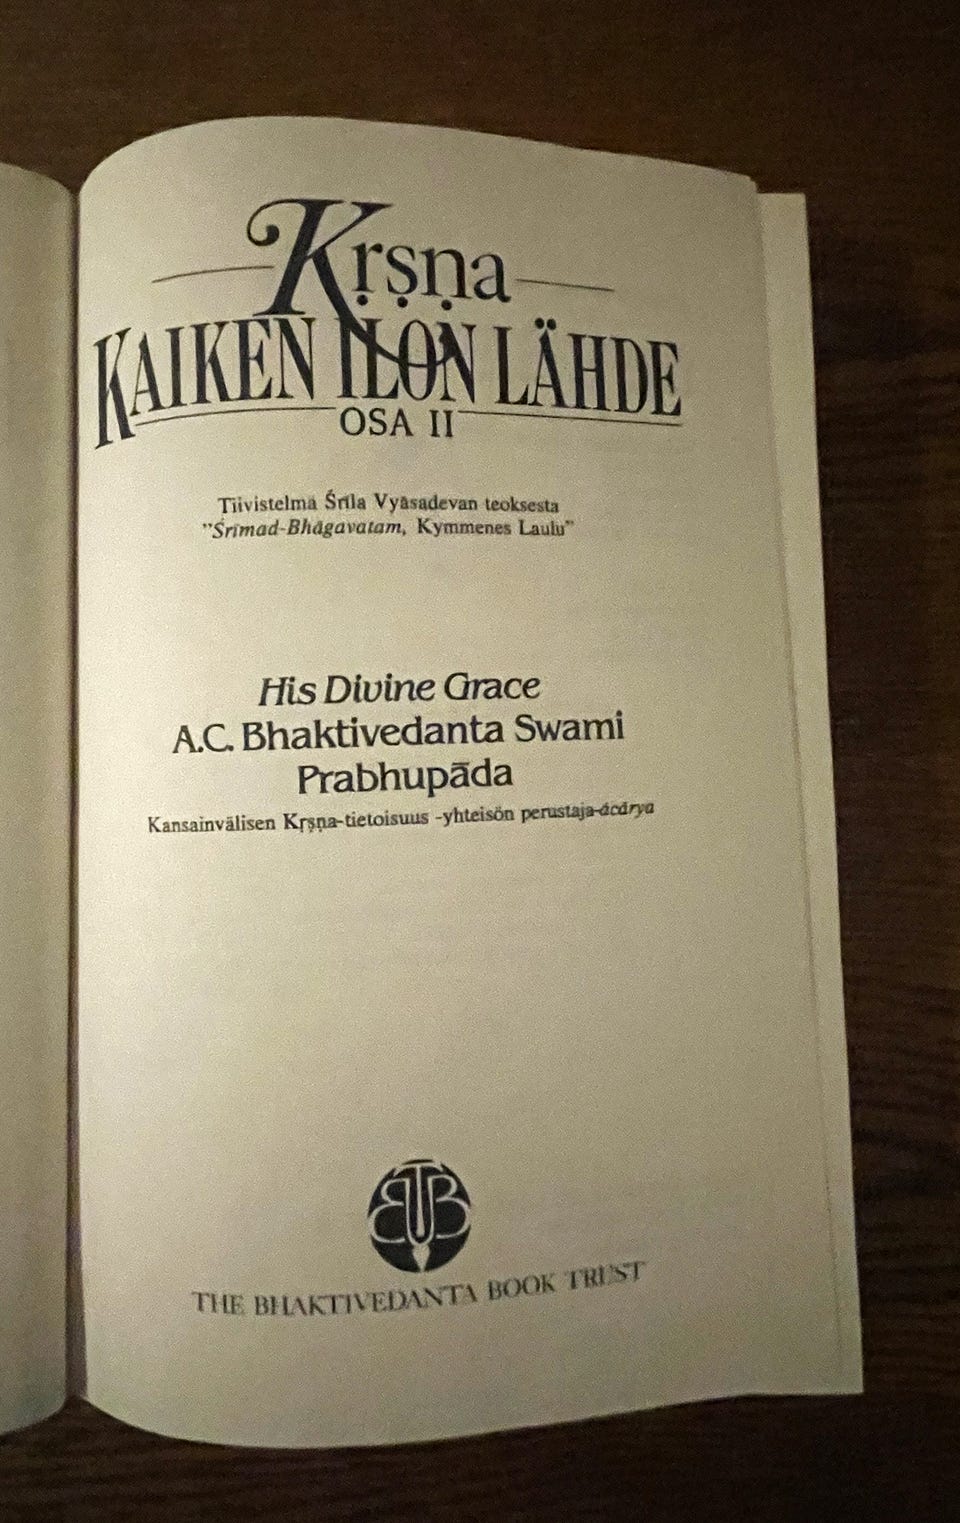 Kṛṣṇa
KAIKEN ILON LÄHDE
OSA II
Tiivistelmä Śrīla Vyāsadevan teoksesta
”Śrīmad-Bhāgavatam, Kymmenes Laulu”
His Divine Grace
A.C. Bhaktivedanta Swami
Prabhupāda
Kansainvälisen Kṛṣṇa-tietoisuus -yhteisön perustaja-ācārya
BTB
THE BHAKTIVEDANTA BOOK TRUST